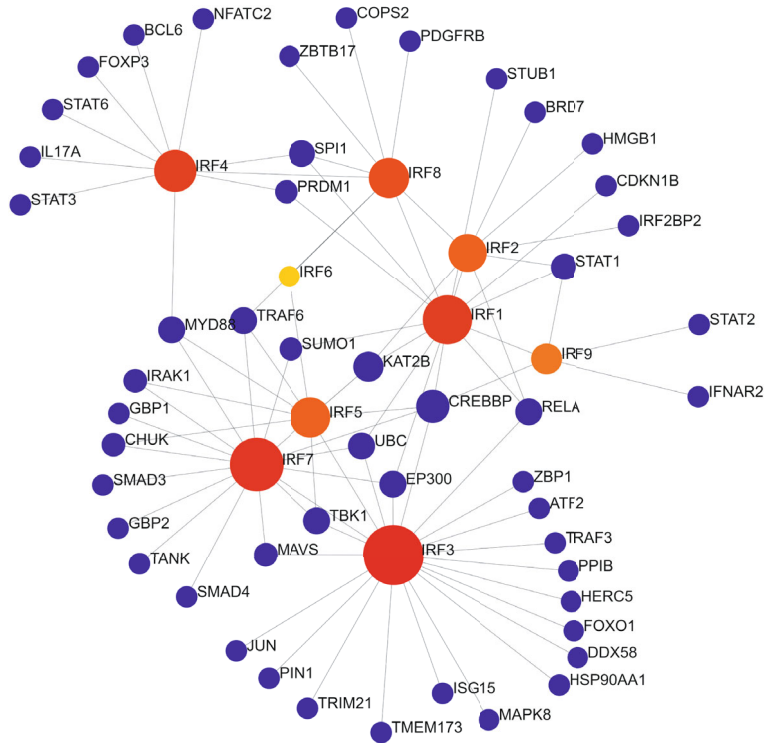 NFATC2
COPS2
BCL6
PDGFRB
ZBTB17
FOXP3
STUB1
STAT6
BRD7
HMGB1
IL17A
SPI1
IRF4
IRF8
PRDM1
CDKN1B
STAT3
IRF2BP2
IRF2
STAT1
IRF6
MYD88
TRAF6
IRF1
STAT2
SUMO1
KAT2B
IRF9
IRAK1
IFNAR2
GBP1
IRF5
CREBBP
RELA
CHUK
UBC
IRF7
SMAD3
EP300
ZBP1
GBP2
TBK1
ATF2
TANK
MAVS
IRF3
TRAF3
PPIB
SMAD4
HERC5
FOXO1
JUN
DDX58
PIN1
HSP90AA1
ISG15
TRIM21
MAPK8
TMEM173